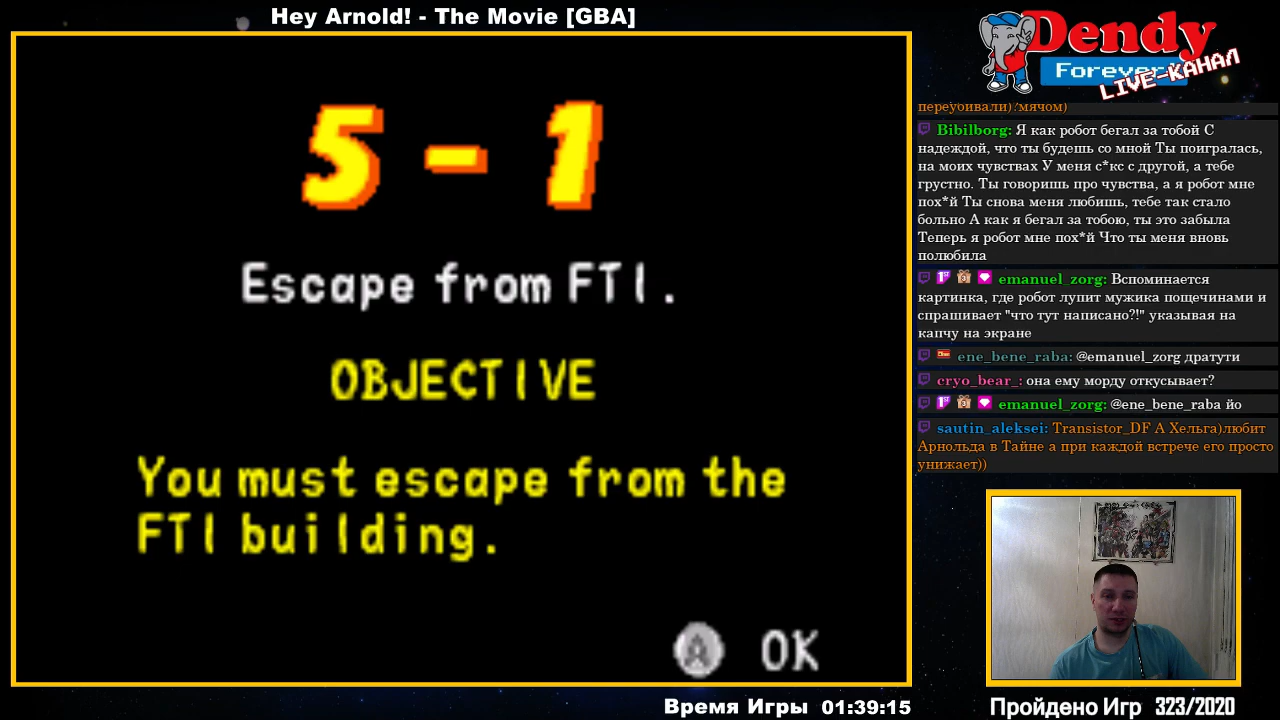 Hey Arnold! - The Movie [GBA]
5 - 1
Escape from FTI.
OBJECTIVE
You must escape from the
FTI building.
A OK
Время Игры 01:39:15
Dendy
Forever!
LIVE-КАНАЛ
переубивали)?мячом)
Bibilborg: Я как робот бегал за тобой С
надеждой, что ты будешь со мной Ты поигралась,
на моих чувствах У меня с*кс с другой, а тебе
грустно. Ты говоришь про чувства, а я робот мне
пох*й Ты снова меня любишь, тебе так стало
больно А как я бегал за тобою, ты это забыла
Теперь я робот мне пох*й Что ты меня вновь
полюбила
emanuel_zorg: Вспоминается
картинка, где робот лупит мужика пощечинами и
спрашивает "что тут написано?!" указывая на
капчу на экране
ene_bene_raba: @emanuel_zorg дратути
cryo_bear_: она ему морду откусывает?
emanuel_zorg: @ene_bene_raba йо
sautin_aleksei: Transistor_DF А Хельга)любит
Арнольда в Тайне а при каждой встрече его просто
унижает))
Пройдено Игр 323/2020